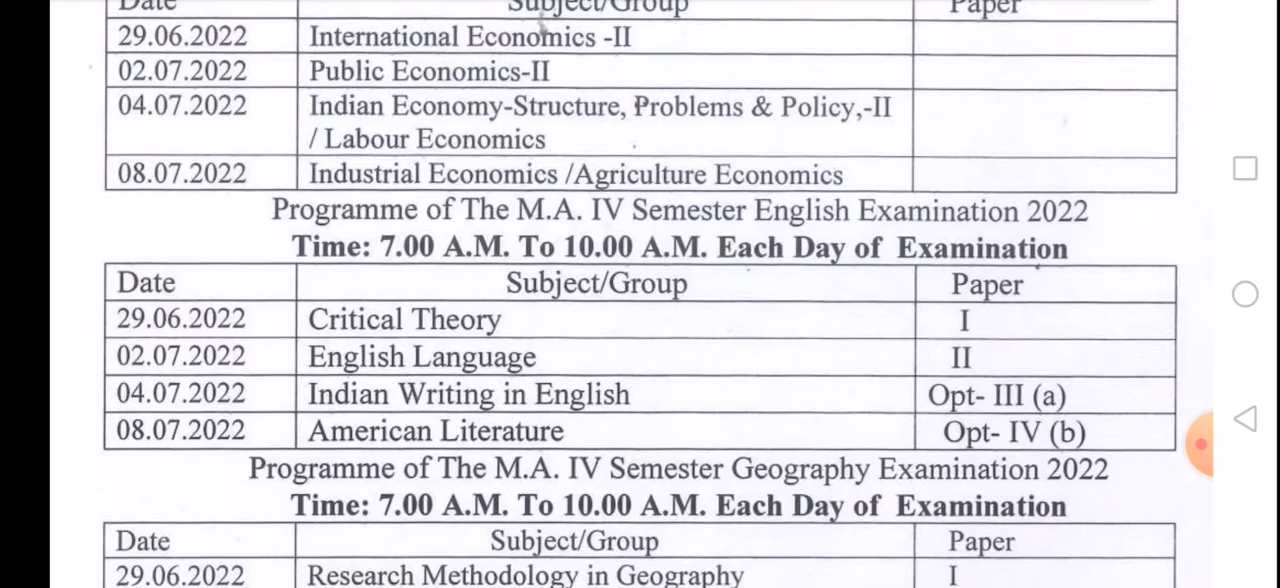 Date Subject/Group Paper
29.06.2022 International Economics -II
02.07.2022 Public Economics-II
04.07.2022 Indian Economy-Structure, Problems & Policy,-II
/ Labour Economics
08.07.2022 Industrial Economics /Agriculture Economics
Programme of The M.A. IV Semester English Examination 2022
Time: 7.00 A.M. To 10.00 A.M. Each Day of Examination
Date Subject/Group Paper
29.06.2022 Critical Theory I
02.07.2022 English Language II
04.07.2022 Indian Writing in English Opt- III (a)
08.07.2022 American Literature Opt- IV (b)
Programme of The M.A. IV Semester Geography Examination 2022
Time: 7.00 A.M. To 10.00 A.M. Each Day of Examination
Date Subject/Group Paper
29.06.2022 Research Methodology in Geography I